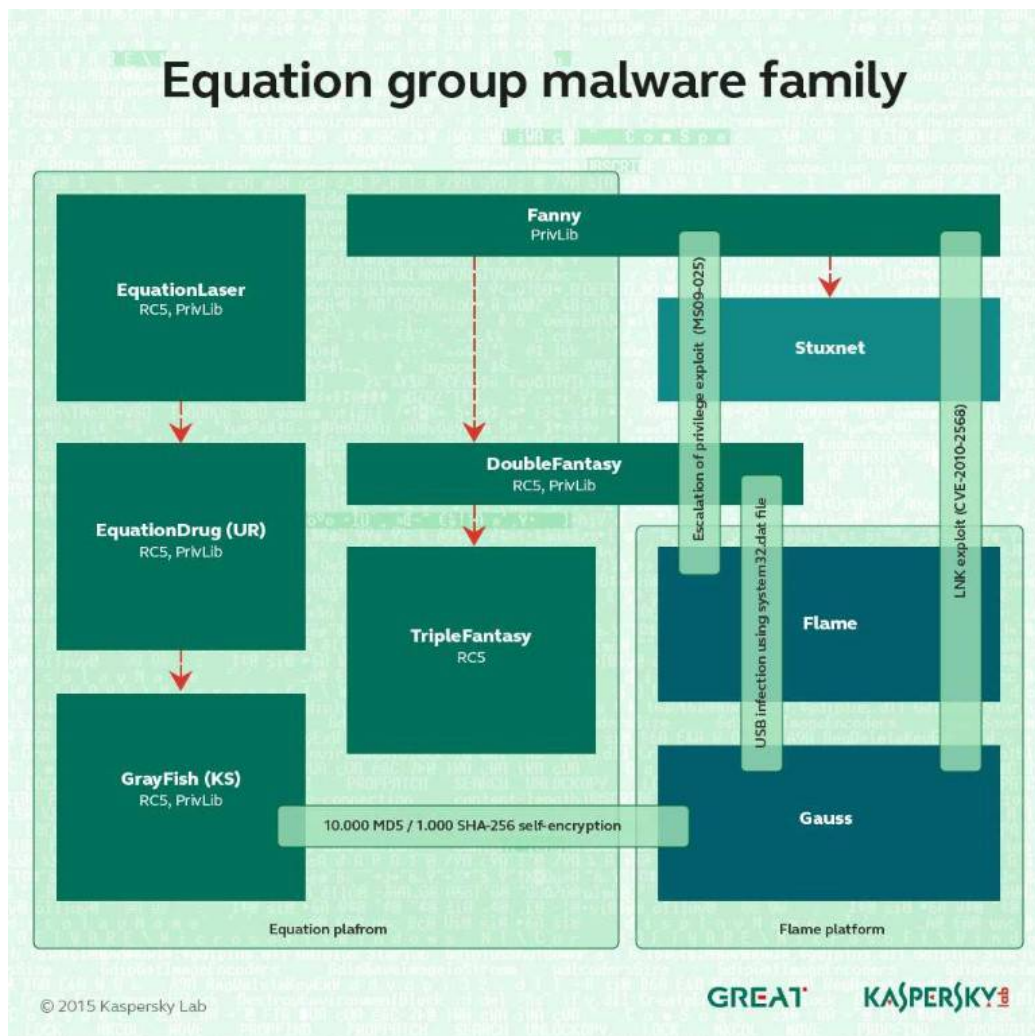 Equation group malware family
Fanny
PrivLib
EquationLaser
RC5, PrivLib
Stuxnet
Escalation of privilege exploit (MS09-025)
LNK exploit (CVE-2010-2568)
DoubleFantasy
RC5, PrivLib
USB infection using system32.dat file
EquationDrug (UR)
RC5, PrivLib
TripleFantasy
RC5
Flame
GrayFish (KS)
RC5, PrivLib
10.000 MD5 / 1.000 SHA-256 self-encryption
Gauss
Equation plafrom
Flame platform
© 2015 Kaspersky Lab
GREAT
KASPERSKY lab